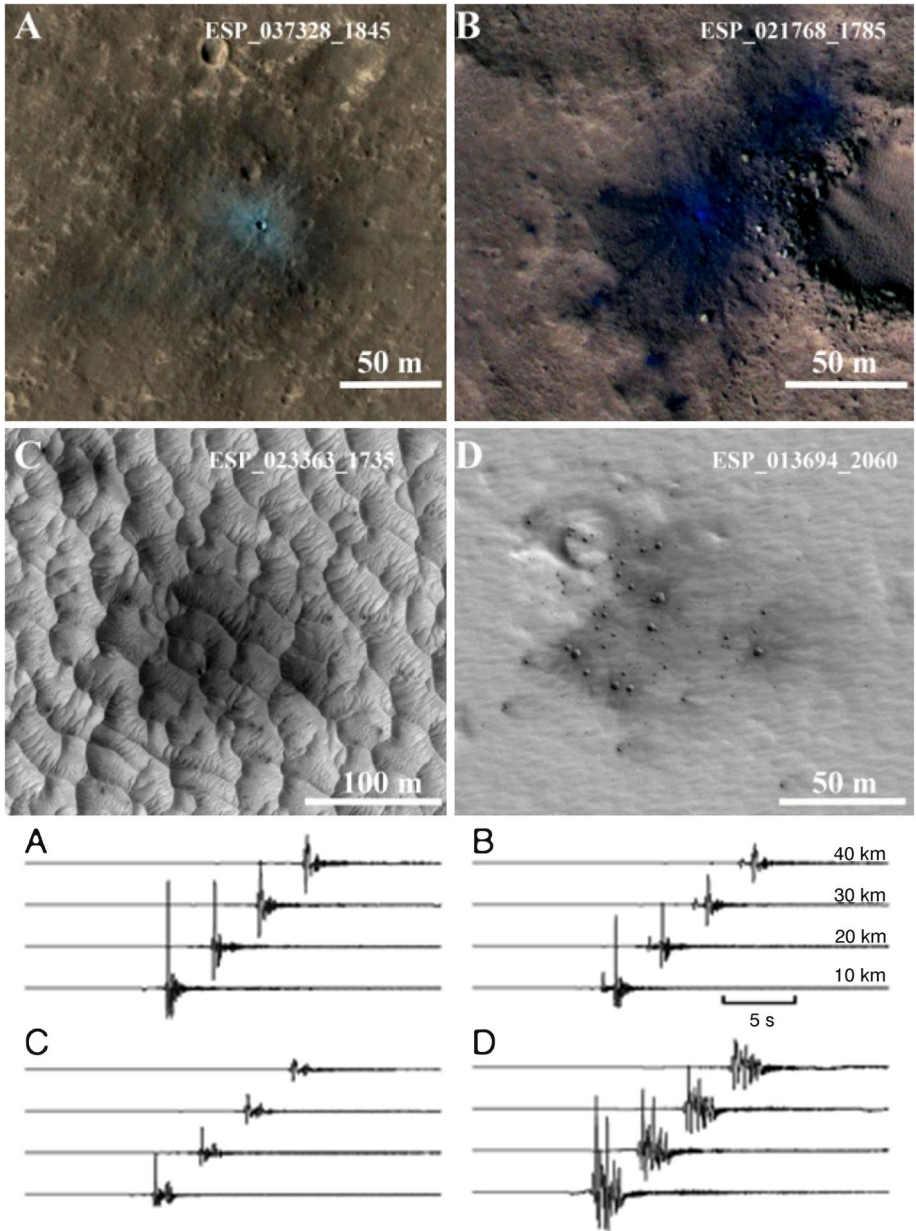 A ESP_037328_1845
50 m
B ESP_021768_1785
50 m
C ESP_023363_1735
100 m
D ESP_013694_2060
50 m
A
B
40 km
30 km
20 km
10 km
5 s
C
D